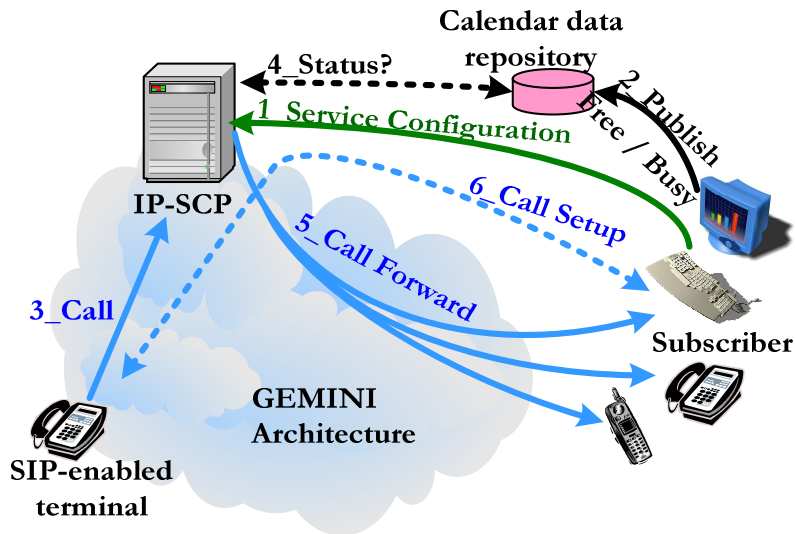 Calendar data
repository
4_Status?
2_Publish
Free / Busy
1_Service Configuration
IP-SCP
6_Call Setup
5_Call Forward
3_Call
Subscriber
GEMINI
Architecture
SIP-enabled
terminal